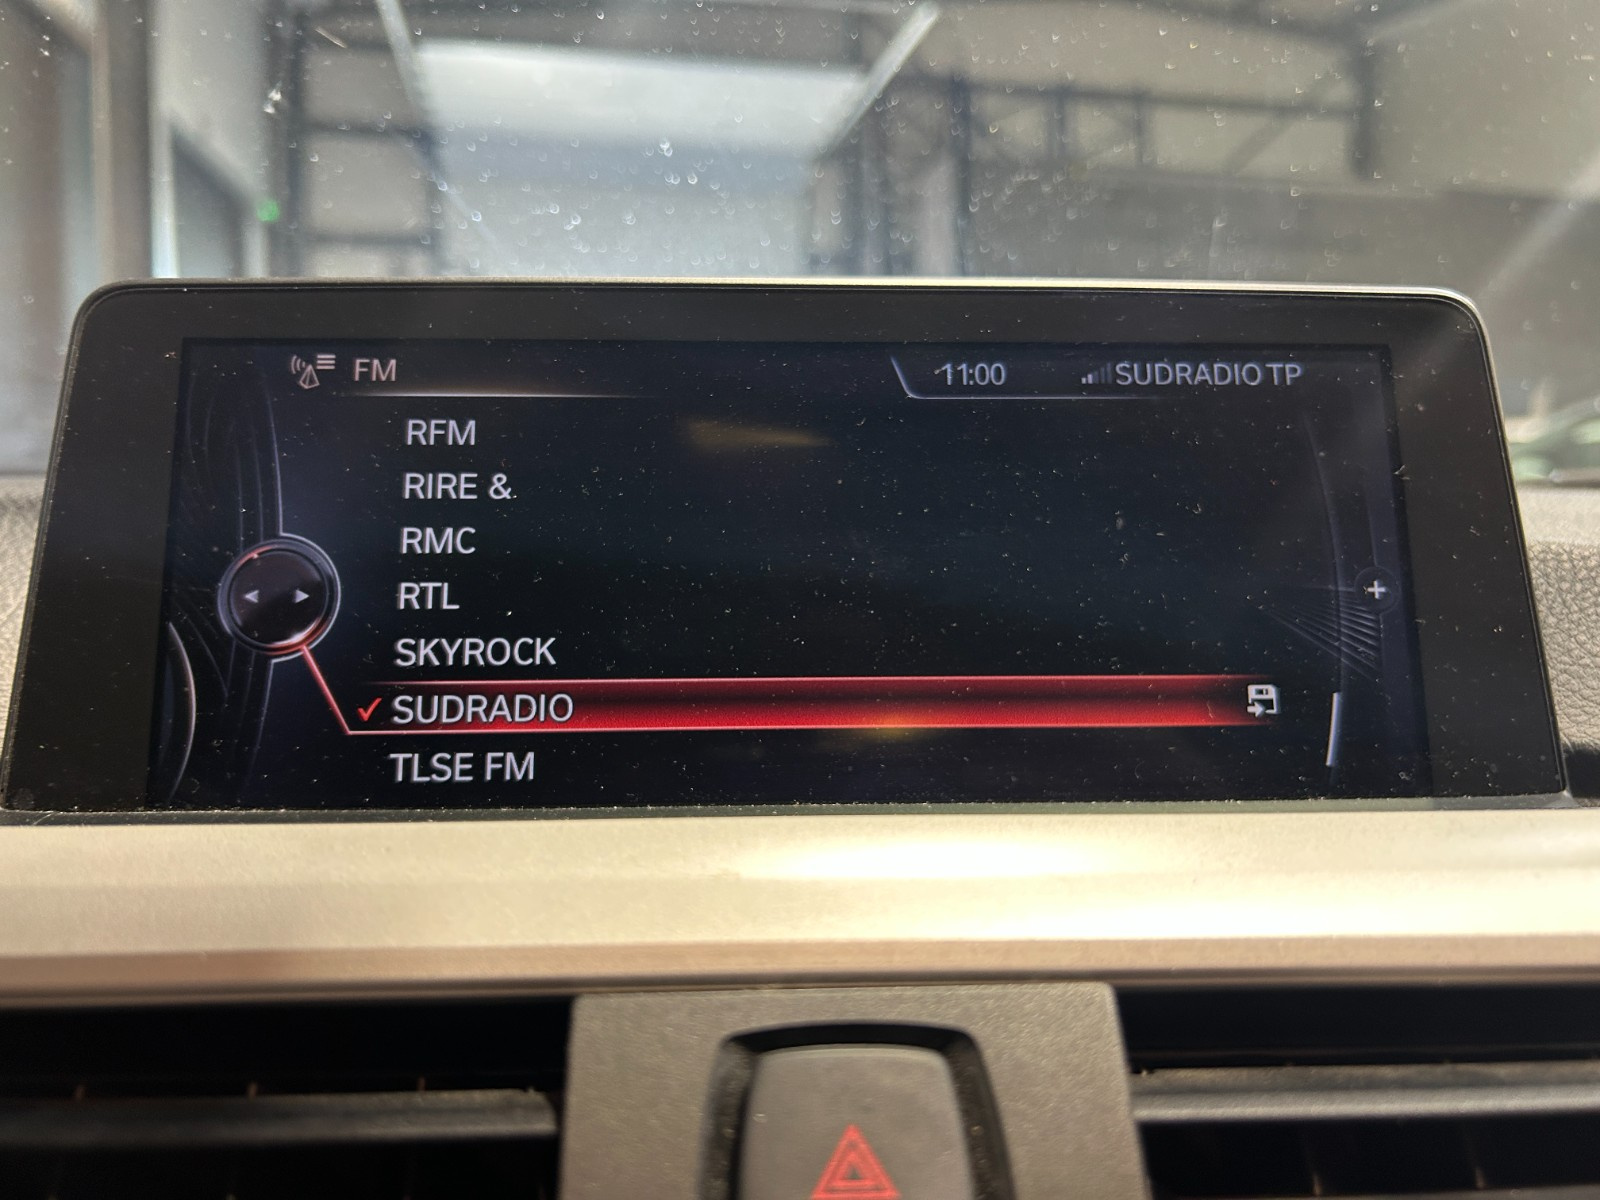 FM
11:00 SUDRADIO TP
RFM
RIRE &.
RMC
RTL
SKYROCK
SUDRADIO
TLSE FM